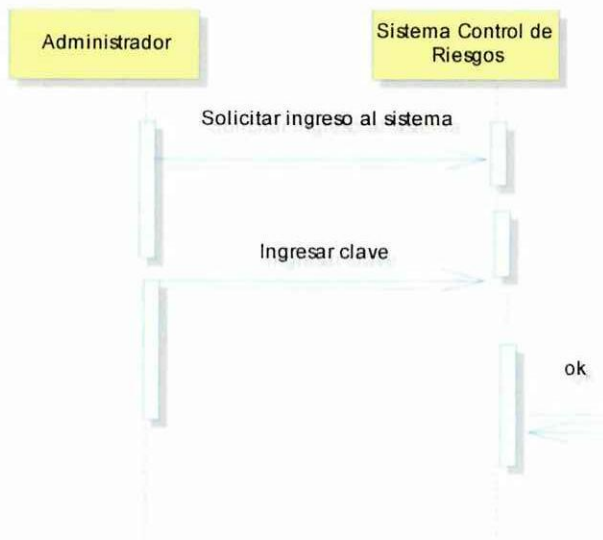 Administrador
Sistema Control de
Riesgos
Solicitar ingreso al sistema
Ingresar clave
ok